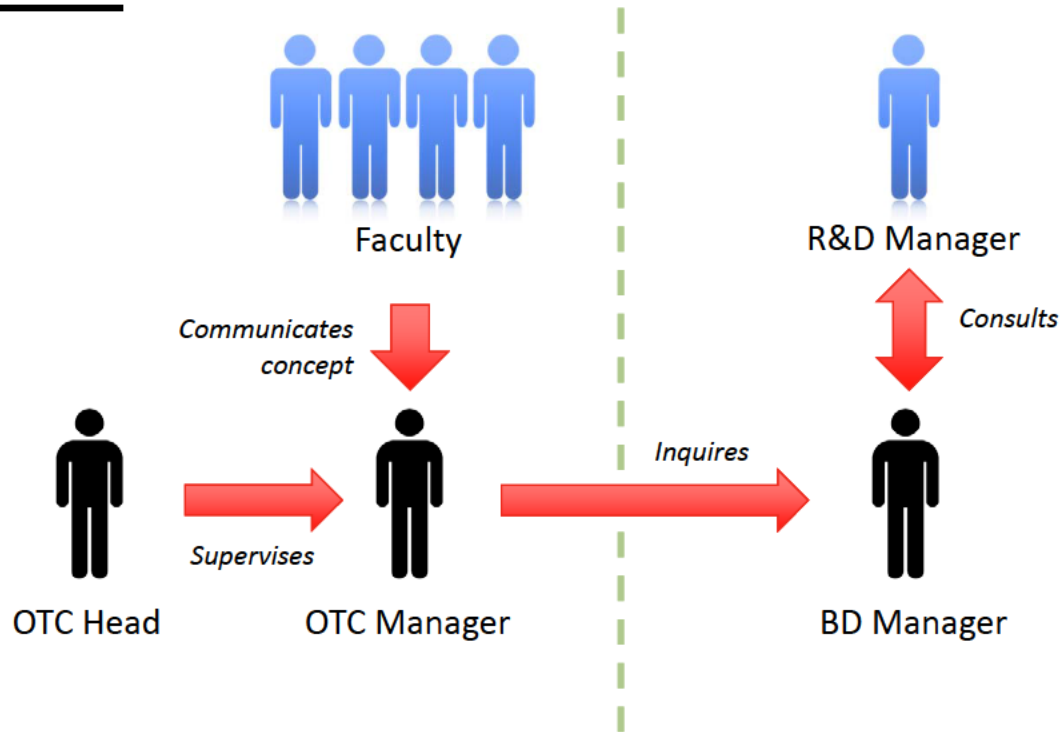 Faculty
R&D Manager
Communicates
concept
Consults
Inquires
Supervises
OTC Head
OTC Manager
BD Manager